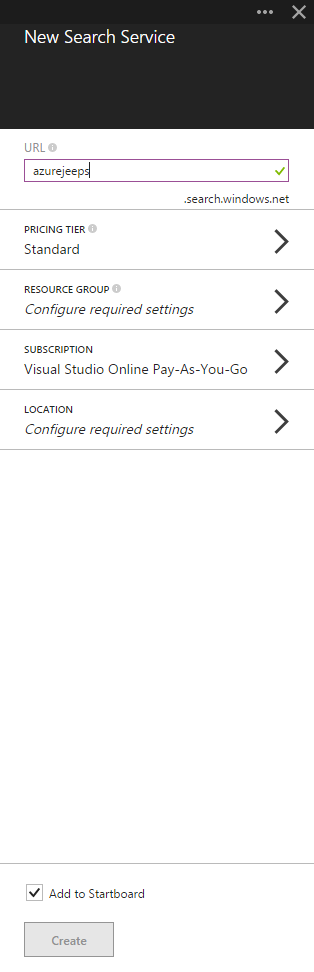 New Search Service
URL
azurejeeps
.search.windows.net
PRICING TIER
Standard
RESOURCE GROUP
Configure required settings
SUBSCRIPTION
Visual Studio Online Pay-As-You-Go
LOCATION
Configure required settings
Add to Startboard
Create